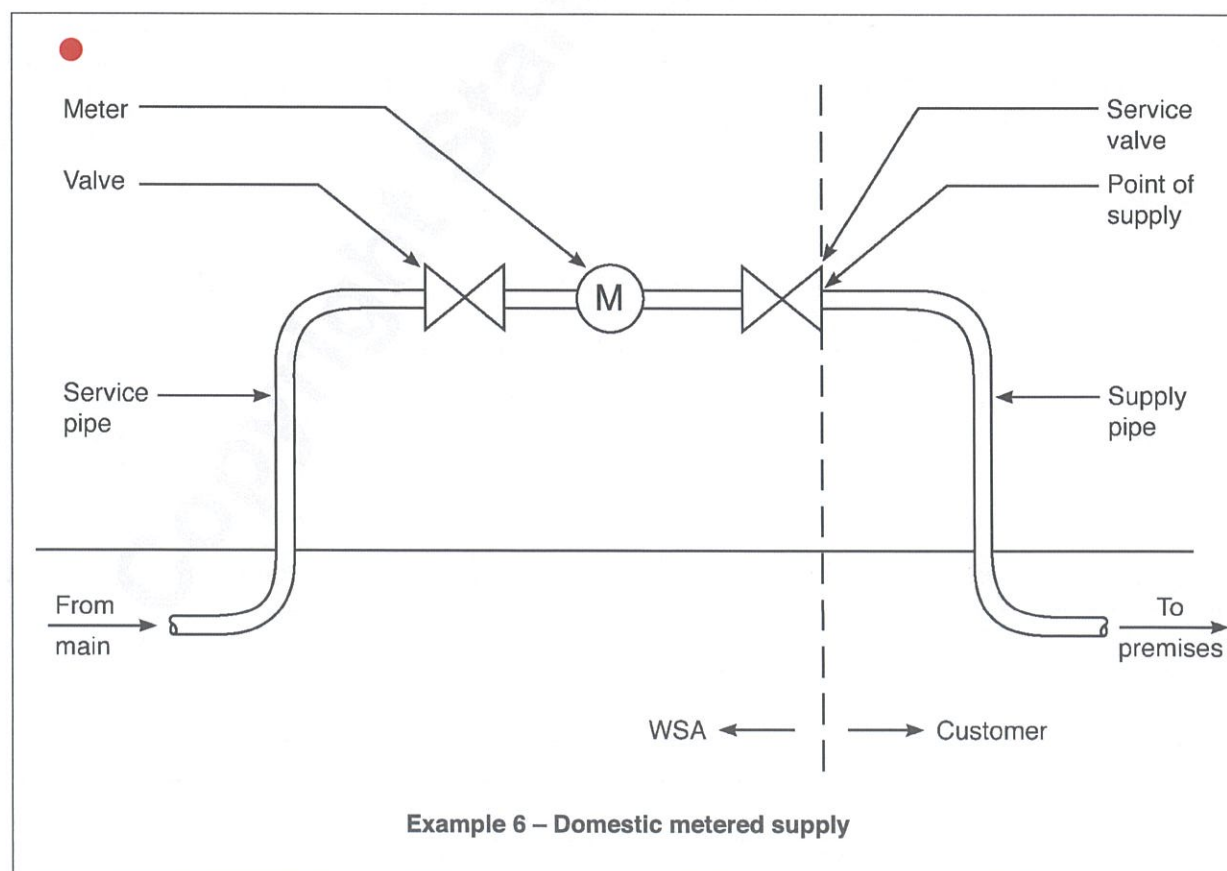 Meter
Valve
Service
valve
Point of
supply
M
Service
pipe
Supply
pipe
From
main
To
premises
WSA
Customer
Example 6 – Domestic metered supply